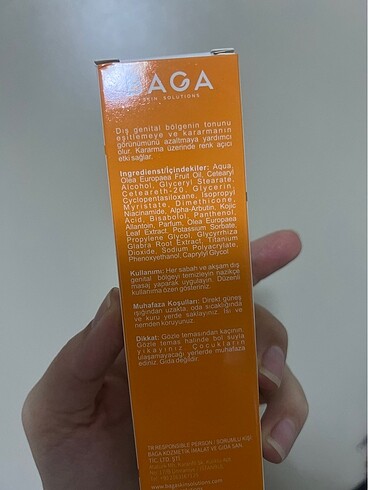 BAGA
SKIN SOLUTIONS
Dış genital bölgenin tonunu
eşitlemeye ve kararmanın
görünümünü azaltmaya yardımcı
olur. Kararma üzerinde renk açıcı
etki sağlar.
Ingredienst/İçindekiler: Aqua,
Olea Europaea Fruit Oil, Cetearyl
Alcohol, Glyceryl Stearate,
Ceteareth-20, Glycerin,
Cyclopentasiloxane, Isopropyl
Myristate, Dimethicone,
Niacinamide, Alpha-Arbutin, Kojic
Acid, Bisabolol, Panthenol,
Allantoin, Parfum, Olea Europaea
Leaf Extract, Potassium Sorbate,
Propylene Glycol, Glycyrrhiza
Glabra Root Extract, Titanium
Dioxide, Sodium Polyacrylate,
Phenoxyethanol, Caprylyl Glycol
Kullanımı: Her sabah ve akşam dış
genital bölgeyi temizleyin nazikçe
masaj yaparak uygulayın. Düzenli
kullanıma özen gösteriniz.
Muhafaza Koşulları: Direkt güneş
ışığından uzakta, oda sıcaklığında
ve kuru yerde saklayınız. Isı ve
nemden koruyunuz.
Dikkat: Gözle temasından kaçının.
Gözle temas halinde bol suyla
yıkayınız Çocukların
ulaşamayacağı yerlerde muhafaza
ediniz. Gıda değildir.
TR RESPONSIBLE PERSON / SORUMLU KİŞİ
BAGA KOZMETİK İMALAT VE GIDA SAN.
TİC. LTD. ŞTİ.
www.bagaskinsolutions.com